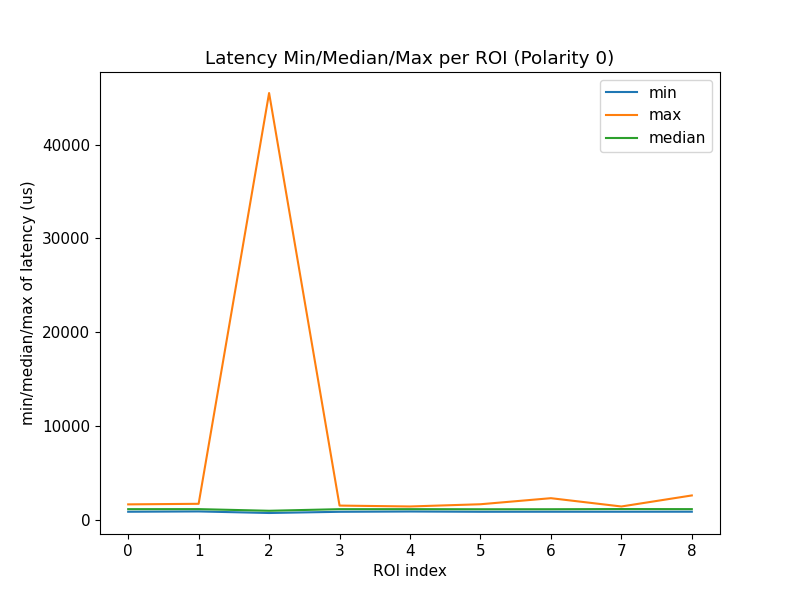 Latency Min/Median/Max per ROI (Polarity 0)
min
max
median
min/median/max of latency (us)
40000
30000
20000
10000
0
0 1 2 3 4 5 6 7 8
ROI index